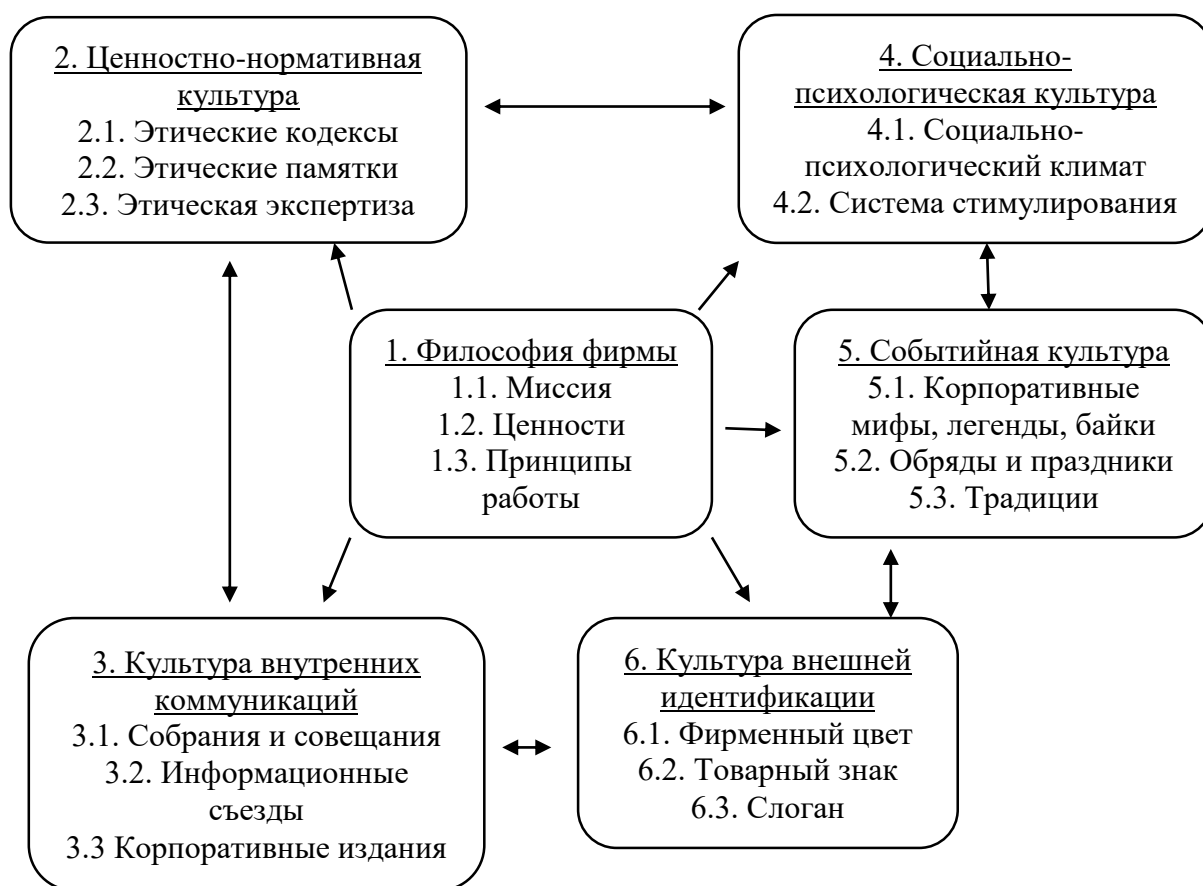 2. Ценностно-нормативная
культура
2.1. Этические кодексы
2.2. Этические памятки
2.3. Этическая экспертиза
4. Социально-
психологическая культура
4.1. Социально-
психологический климат
4.2. Система стимулирования
1. Философия фирмы
1.1. Миссия
1.2. Ценности
1.3. Принципы
работы
5. Событийная культура
5.1. Корпоративные
мифы, легенды, байки
5.2. Обряды и праздники
5.3. Традиции
3. Культура внутренних
коммуникаций
3.1. Собрания и совещания
3.2. Информационные
съезды
3.3 Корпоративные издания
6. Культура внешней
идентификации
6.1. Фирменный цвет
6.2. Товарный знак
6.3. Слоган